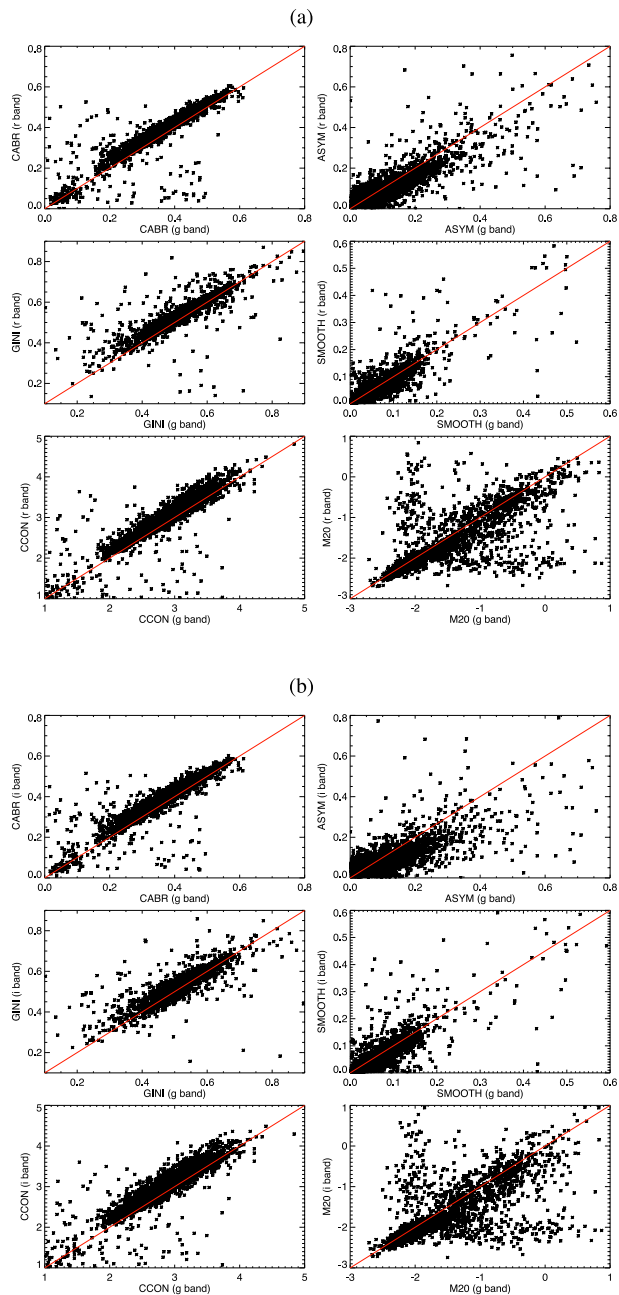 (a)
0.8
0.6
0.4
0.2
0.0
CABR (r band)
0.0 0.2 0.4 0.6 0.8
CABR (g band)
0.8
0.6
0.4
0.2
0.0
ASYM (r band)
0.0 0.2 0.4 0.6 0.8
ASYM (g band)
0.8
0.6
0.4
0.2
GINI (r band)
0.2 0.4 0.6 0.8
GINI (g band)
0.6
0.5
0.4
0.3
0.2
0.1
0.0
SMOOTH (r band)
0.0 0.1 0.2 0.3 0.4 0.5 0.6
SMOOTH (g band)
5
4
3
2
1
CCON (r band)
1 2 3 4 5
CCON (g band)
1
0
-1
-2
-3
M20 (r band)
-3 -2 -1 0 1
M20 (g band)
(b)
0.8
0.6
0.4
0.2
0.0
CABR (i band)
0.0 0.2 0.4 0.6 0.8
CABR (g band)
0.8
0.6
0.4
0.2
0.0
ASYM (i band)
0.0 0.2 0.4 0.6 0.8
ASYM (g band)
0.8
0.6
0.4
0.2
GINI (i band)
0.2 0.4 0.6 0.8
GINI (g band)
0.6
0.5
0.4
0.3
0.2
0.1
0.0
SMOOTH (i band)
0.0 0.1 0.2 0.3 0.4 0.5 0.6
SMOOTH (g band)
5
4
3
2
1
CCON (i band)
1 2 3 4 5
CCON (g band)
1
0
-1
-2
-3
M20 (i band)
-3 -2 -1 0 1
M20 (g band)